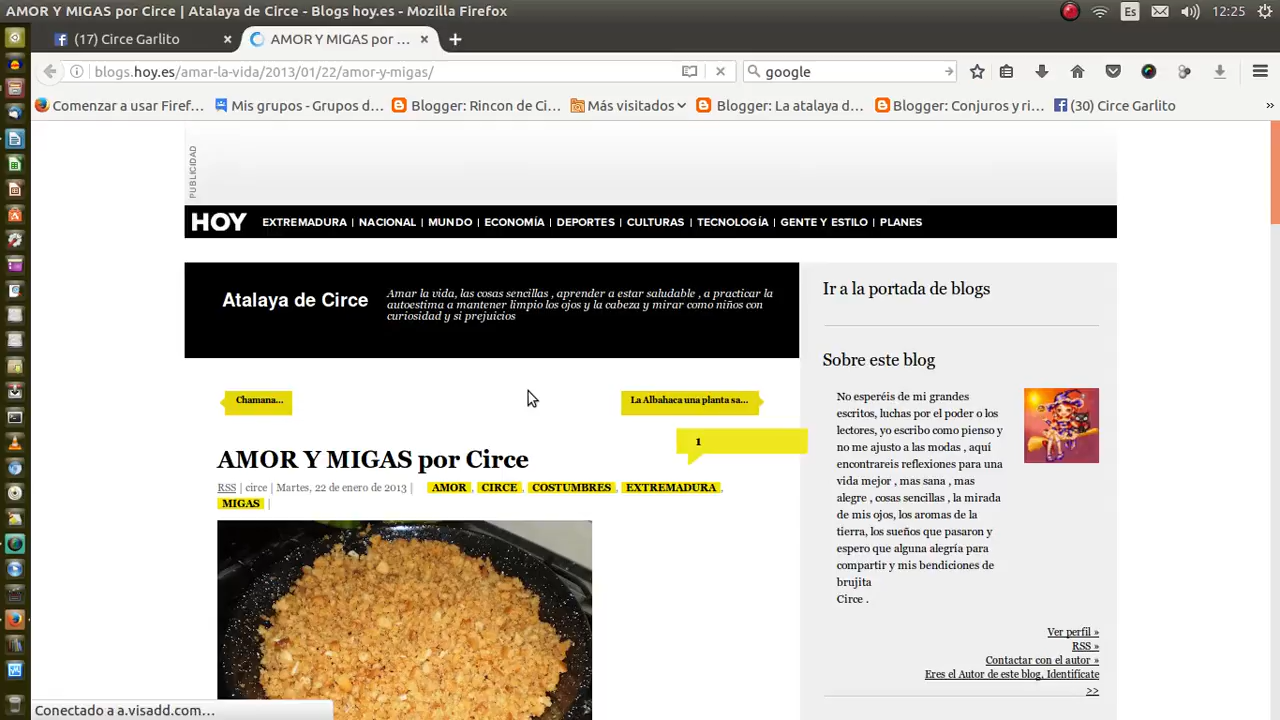 AMOR Y MIGAS por Circe | Atalaya de Circe - Blogs hoy.es - Mozilla Firefox
Es
12:25
(17) Circe Garlito
AMOR Y MIGAS por ...
blogs.hoy.es/amar-la-vida/2013/01/22/amor-y-migas/
google
Comenzar a usar Firef...
Mis grupos - Grupos d...
Blogger: Rincon de Ci...
Más visitados
Blogger: La atalaya d...
Blogger: Conjuros y ri...
(30) Circe Garlito
»
PUBLICIDAD
HOY EXTREMADURA | NACIONAL | MUNDO | ECONOMÍA | DEPORTES | CULTURAS | TECNOLOGÍA | GENTE Y ESTILO | PLANES
Atalaya de Circe
Amar la vida, las cosas sencillas , aprender a estar saludable , a practicar la
autoestima a mantener limpio los ojos y la cabeza y mirar como niños con
curiosidad y si prejuicios
Chamana...
La Albahaca una planta sa...
1
AMOR Y MIGAS por Circe
RSS | circe | Martes, 22 de enero de 2013 | AMOR , CIRCE , COSTUMBRES , EXTREMADURA ,
MIGAS |
Ir a la portada de blogs
Sobre este blog
No esperéis de mi grandes
escritos, luchas por el poder o los
lectores, yo escribo como pienso y
no me ajusto a las modas , aquí
encontrareis reflexiones para una
vida mejor , mas sana , mas
alegre , cosas sencillas , la mirada
de mis ojos, los aromas de la
tierra, los sueños que pasaron y
espero que alguna alegría para
compartir y mis bendiciones de
brujita
Circe .
Ver perfil »
RSS »
Contactar con el autor »
Eres el Autor de este blog, Identifícate
>>
Conectado a a.visadd.com...